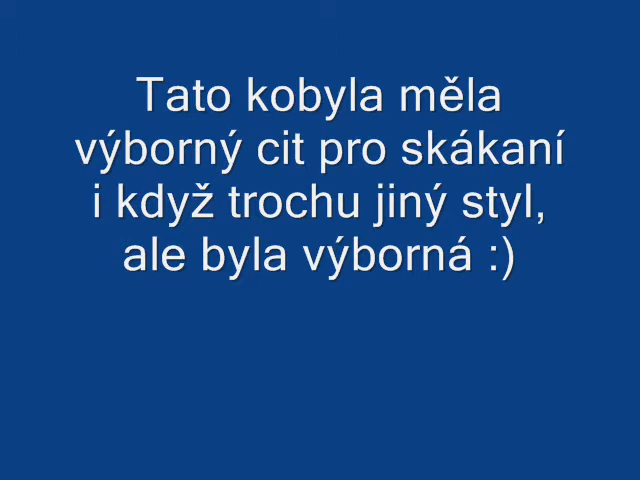 Tato kobyla měla
výborný cit pro skákaní
i když trochu jiný styl,
ale byla výborná :)